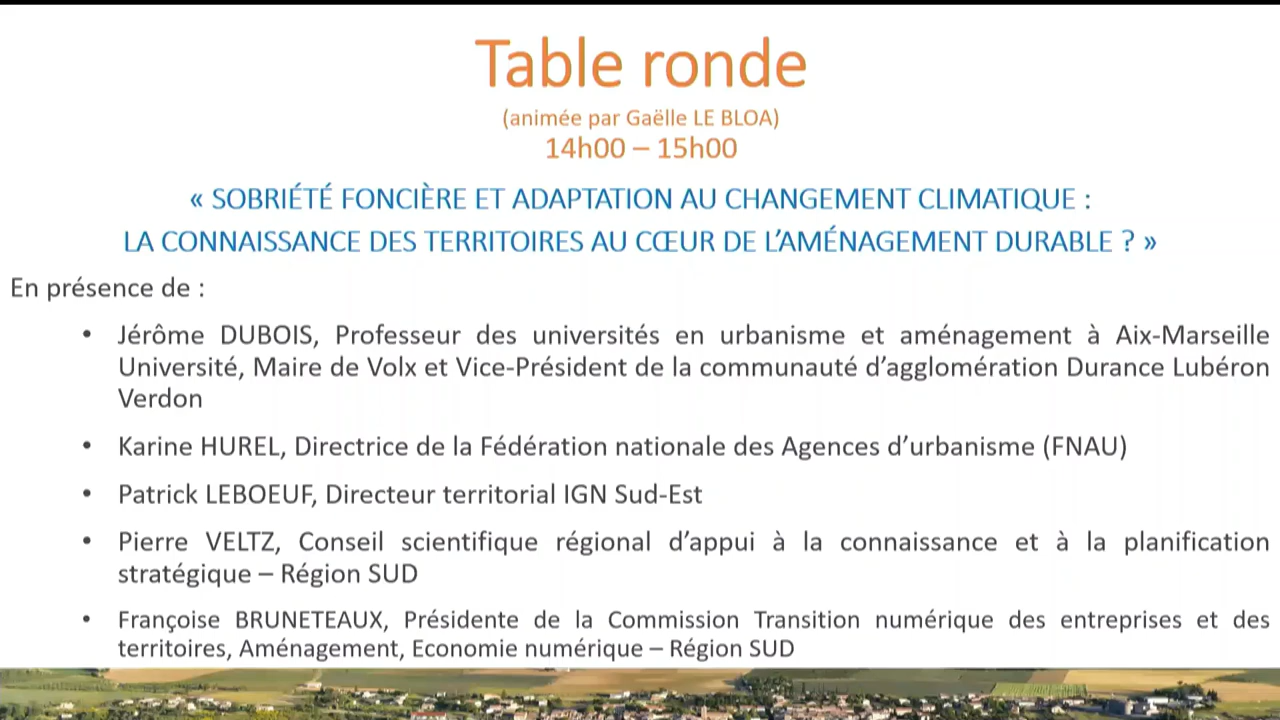 Table ronde
(animée par Gaëlle LE BLOA)
14h00 – 15h00
« SOBRIÉTÉ FONCIÈRE ET ADAPTATION AU CHANGEMENT CLIMATIQUE :
LA CONNAISSANCE DES TERRITOIRES AU CŒUR DE L’AMÉNAGEMENT DURABLE ? »
En présence de :
• Jérôme DUBOIS, Professeur des universités en urbanisme et aménagement à Aix-Marseille
Université, Maire de Volx et Vice-Président de la communauté d’agglomération Durance Lubéron
Verdon
• Karine HUREL, Directrice de la Fédération nationale des Agences d’urbanisme (FNAU)
• Patrick LEBOEUF, Directeur territorial IGN Sud-Est
• Pierre VELTZ, Conseil scientifique régional d’appui à la connaissance et à la planification
stratégique – Région SUD
• Françoise BRUNETEAUX, Présidente de la Commission Transition numérique des entreprises et des
territoires, Aménagement, Economie numérique – Région SUD